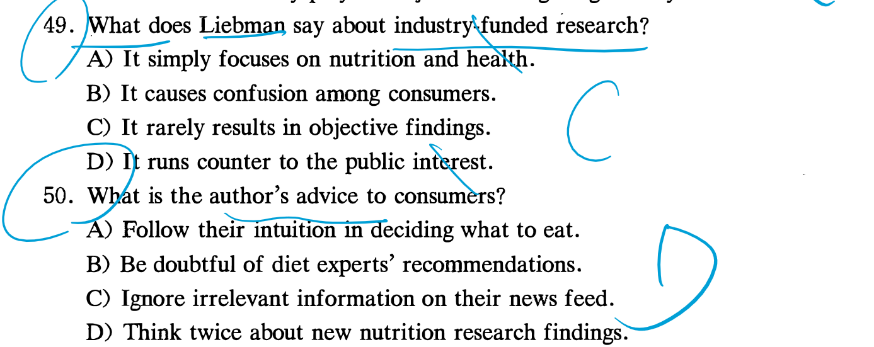 49. What does Liebman say about industry-funded research?
A) It simply focuses on nutrition and health.
B) It causes confusion among consumers.
C) It rarely results in objective findings.
C
D) It runs counter to the public interest.
50. What is the author's advice to consumers?
A) Follow their intuition in deciding what to eat.
B) Be doubtful of diet experts' recommendations.
D
C) Ignore irrelevant information on their news feed.
D) Think twice about new nutrition research findings.